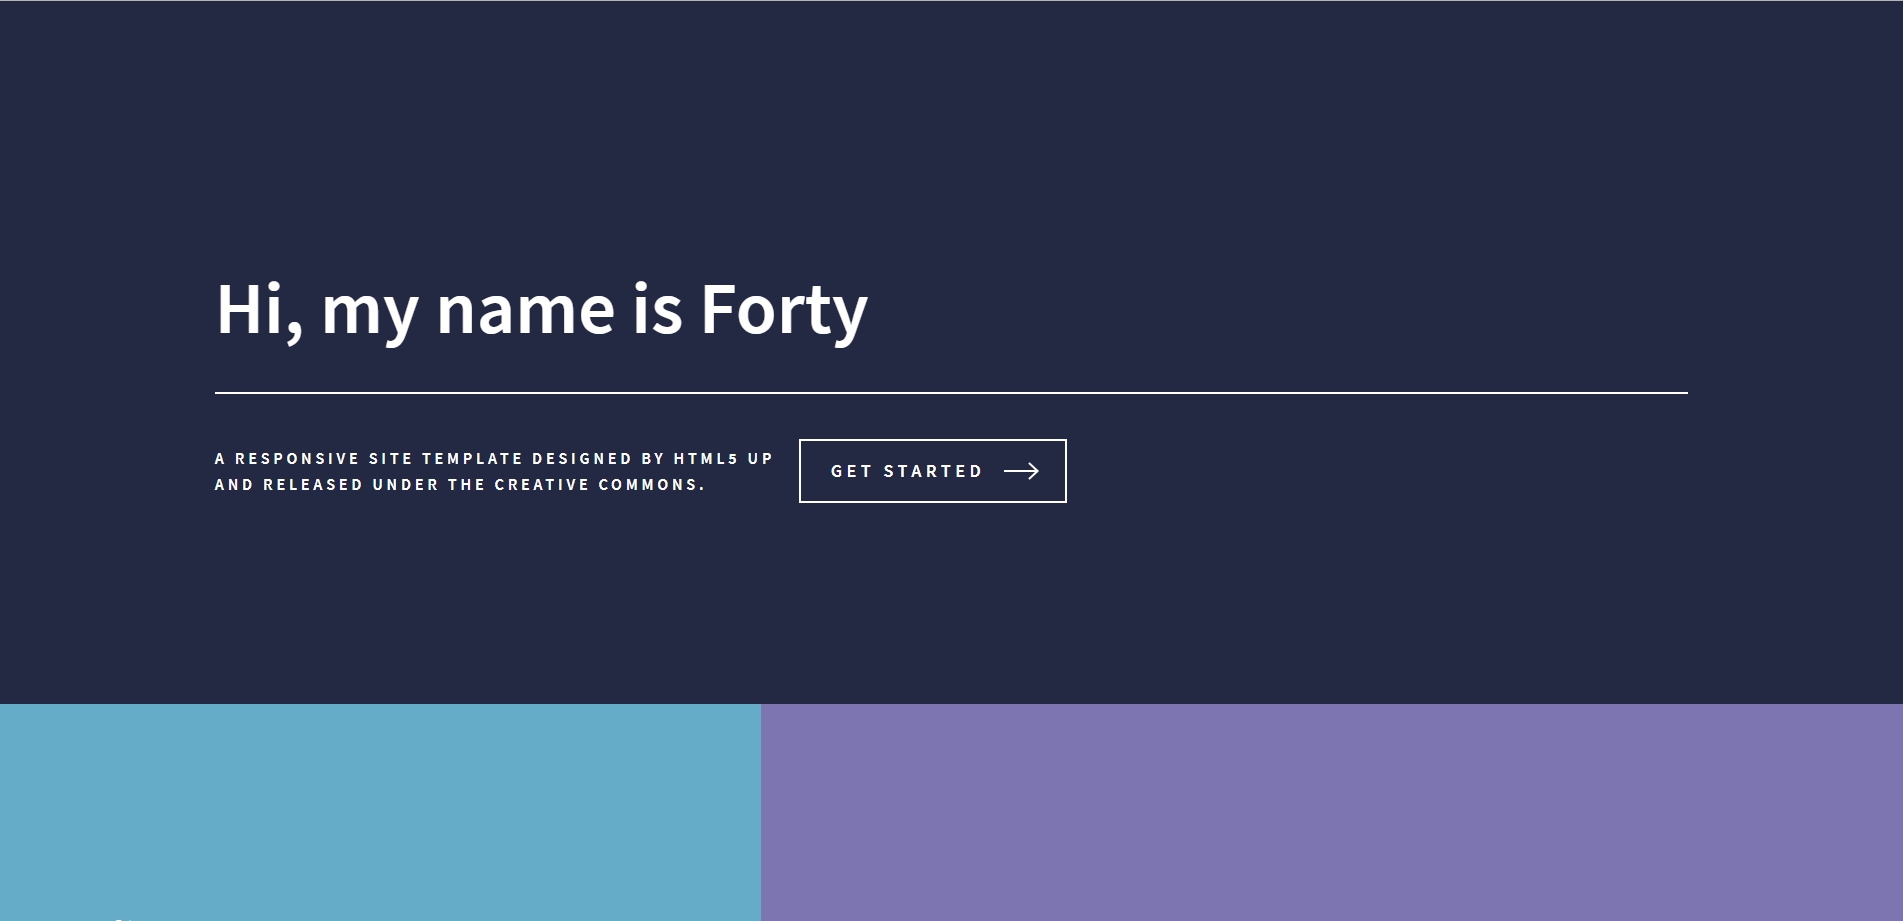 Hi, my name is Forty
A RESPONSIVE SITE TEMPLATE DESIGNED BY HTML5 UP
AND RELEASED UNDER THE CREATIVE COMMONS.
GET STARTED